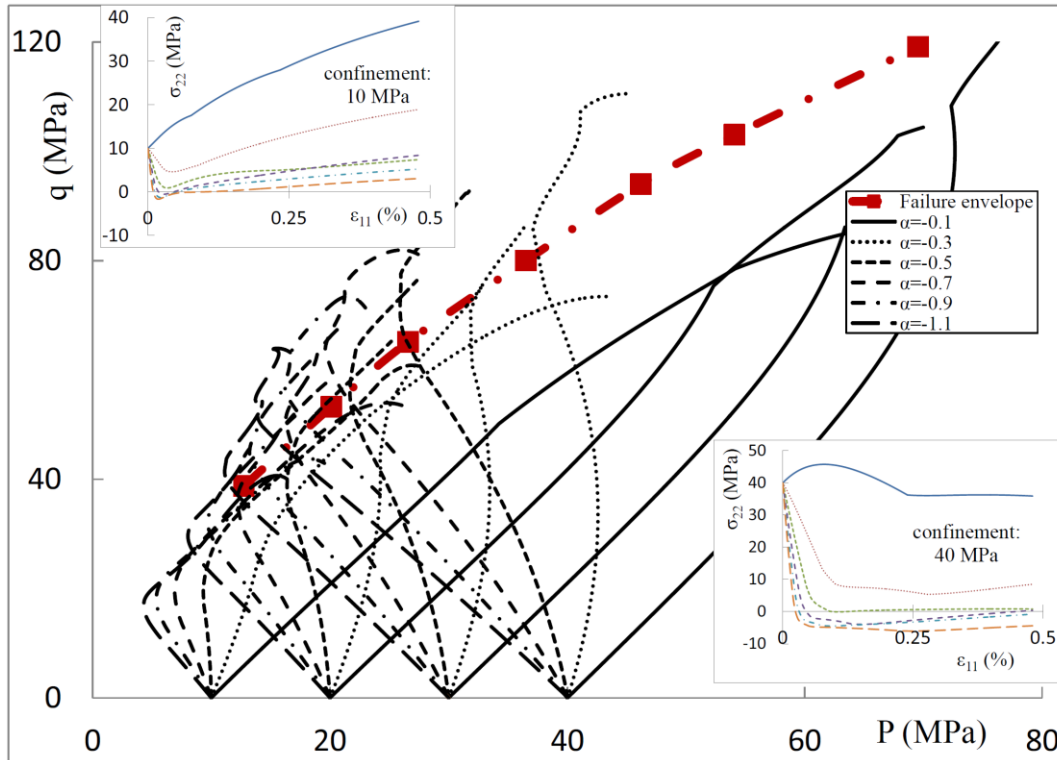 120
80
40
0
q (MPa)
0
20
40
60
80
P (MPa)
40
30
20
10
0
-10
σ22 (MPa)
confinement:
10 MPa
0
0.25
0.5
ε11 (%)
Failure envelope
α=-0.1
α=-0.3
α=-0.5
α=-0.7
α=-0.9
α=-1.1
50
40
30
20
10
0
-10
σ22 (MPa)
confinement:
40 MPa
0
0.25
0.5
ε11 (%)